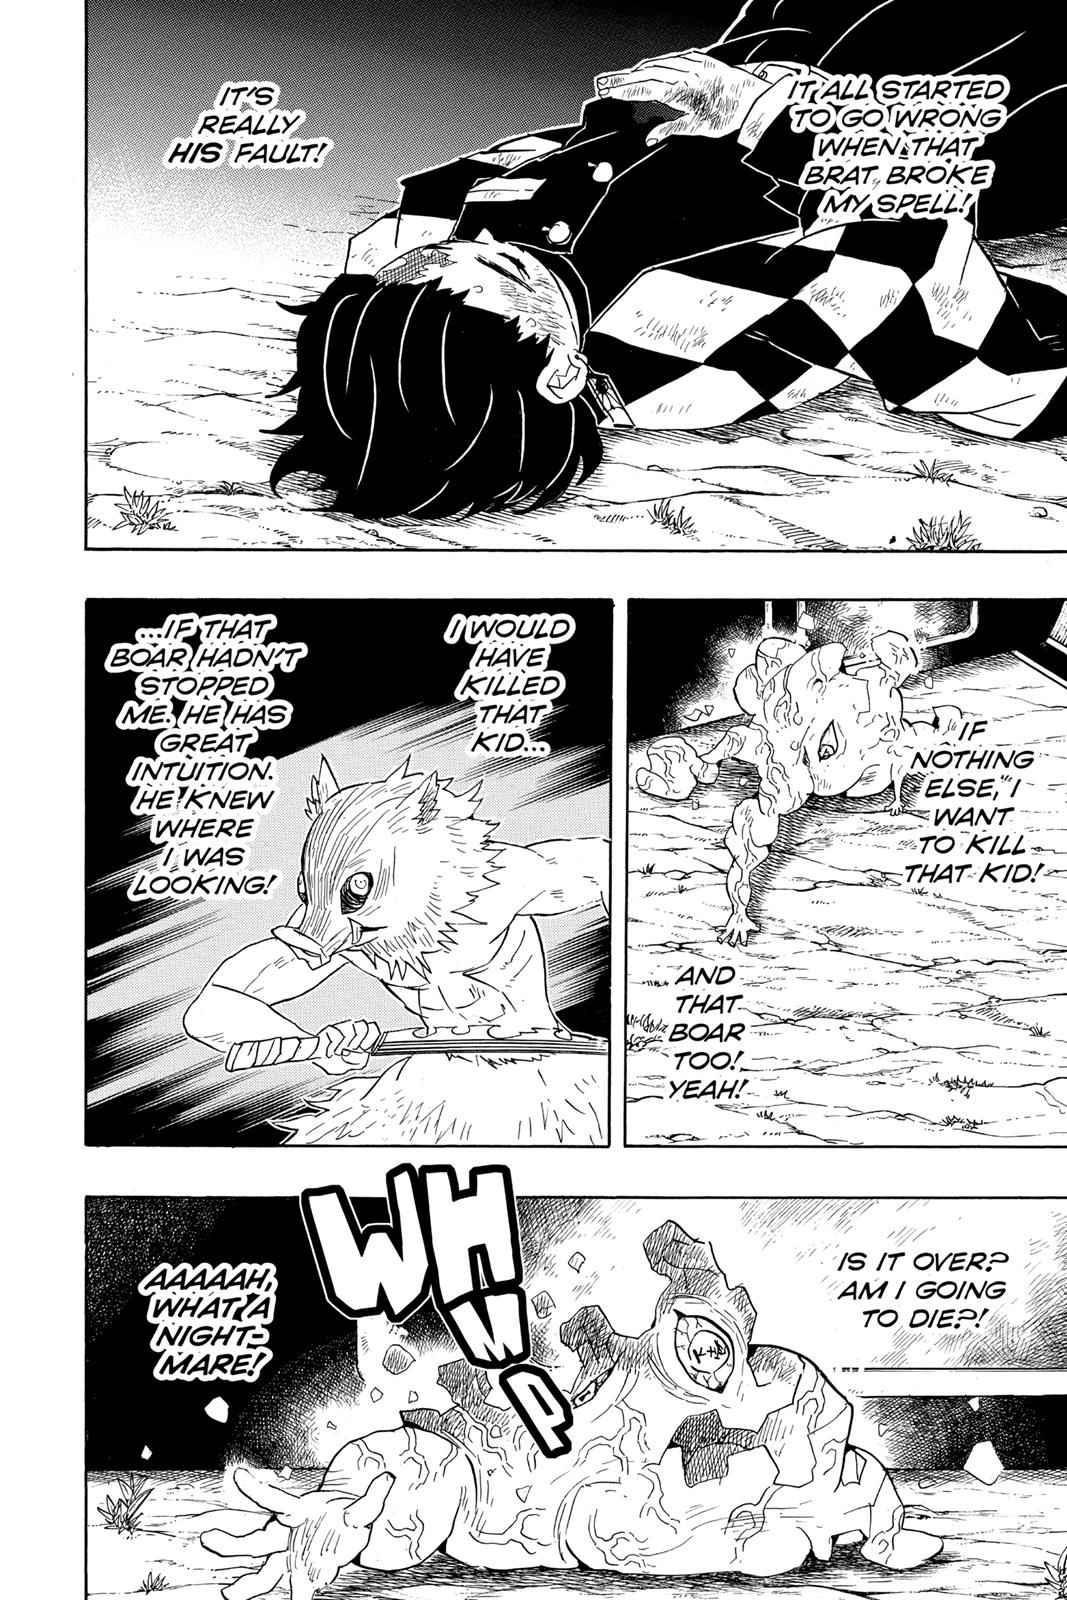 IT ALL STARTED
TO GO WRONG
WHEN THAT
BRAT BROKE
MY SPELL!
IT'S
REALLY
HIS FAULT!
IF
NOTHING
ELSE, I
WANT
TO KILL
THAT KID!
AND
THAT
BOAR
TOO!
YEAH!
I WOULD
HAVE
KILLED
THAT
KID...
...IF THAT
BOAR HADN'T
STOPPED
ME. HE HAS
GREAT
INTUITION.
HE KNEW
WHERE
I WAS
LOOKING!
IS IT OVER?
AM I GOING
TO DIE?!
WHUMP
AAAAAH,
WHAT A
NIGHT-
MARE!